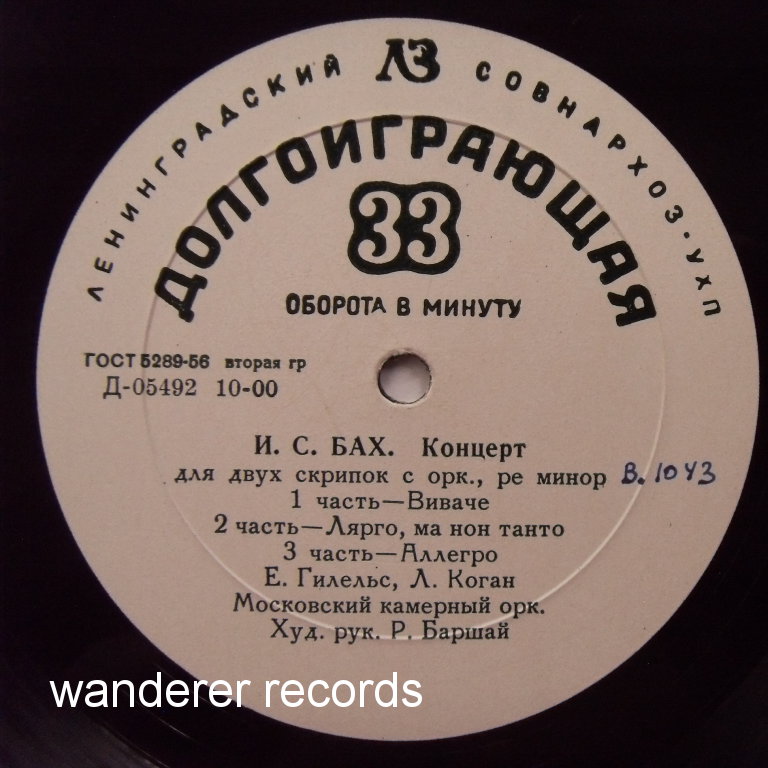 ЛЕНИНГРАДСКИЙ ЛЗ СОВНАРХОЗ-УХП
ДОЛГОИГРАЮЩАЯ
33
ОБОРОТА В МИНУТУ
ГОСТ 5289-56 вторая гр
Д-05492 10-00
И. С. БАХ. Концерт
для двух скрипок с орк., ре минор В. 1043
1 часть—Виваче
2 часть—Лярго, ма нон танто
3 часть—Аллегро
Е. Гилельс, Л. Коган
Московский камерный орк.
Худ. рук. Р. Баршай
wanderer records